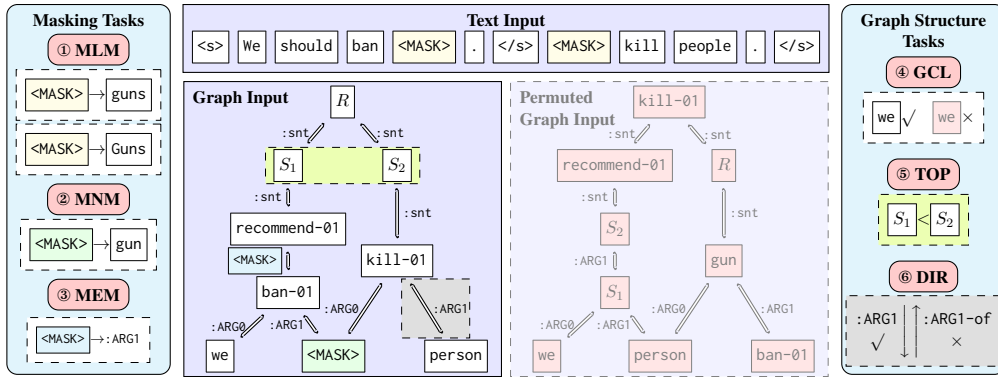 Masking Tasks
① MLM
<MASK>→guns
<MASK>→Guns
② MNM
<MASK>→gun
③ MEM
<MASK>→:ARG1
Text Input
<s> We should ban <MASK> . </s> <MASK> kill people . </s>
Graph Input
R
:snt :snt
S1 S2
:snt :snt
recommend-01
<MASK> kill-01
ban-01
:ARG0 :ARG1 :ARG0 :ARG1
we <MASK> person
Permuted
Graph Input
kill-01
:snt :snt
recommend-01 R
:snt :snt
S2
:ARG1 gun
S1
:ARG0 :ARG1 :ARG0 :ARG1
we person ban-01
Graph Structure
Tasks
④ GCL
we √ we ×
⑤ TOP
S1 < S2
⑥ DIR
:ARG1 ↓ ↑ :ARG1-of
√ ×